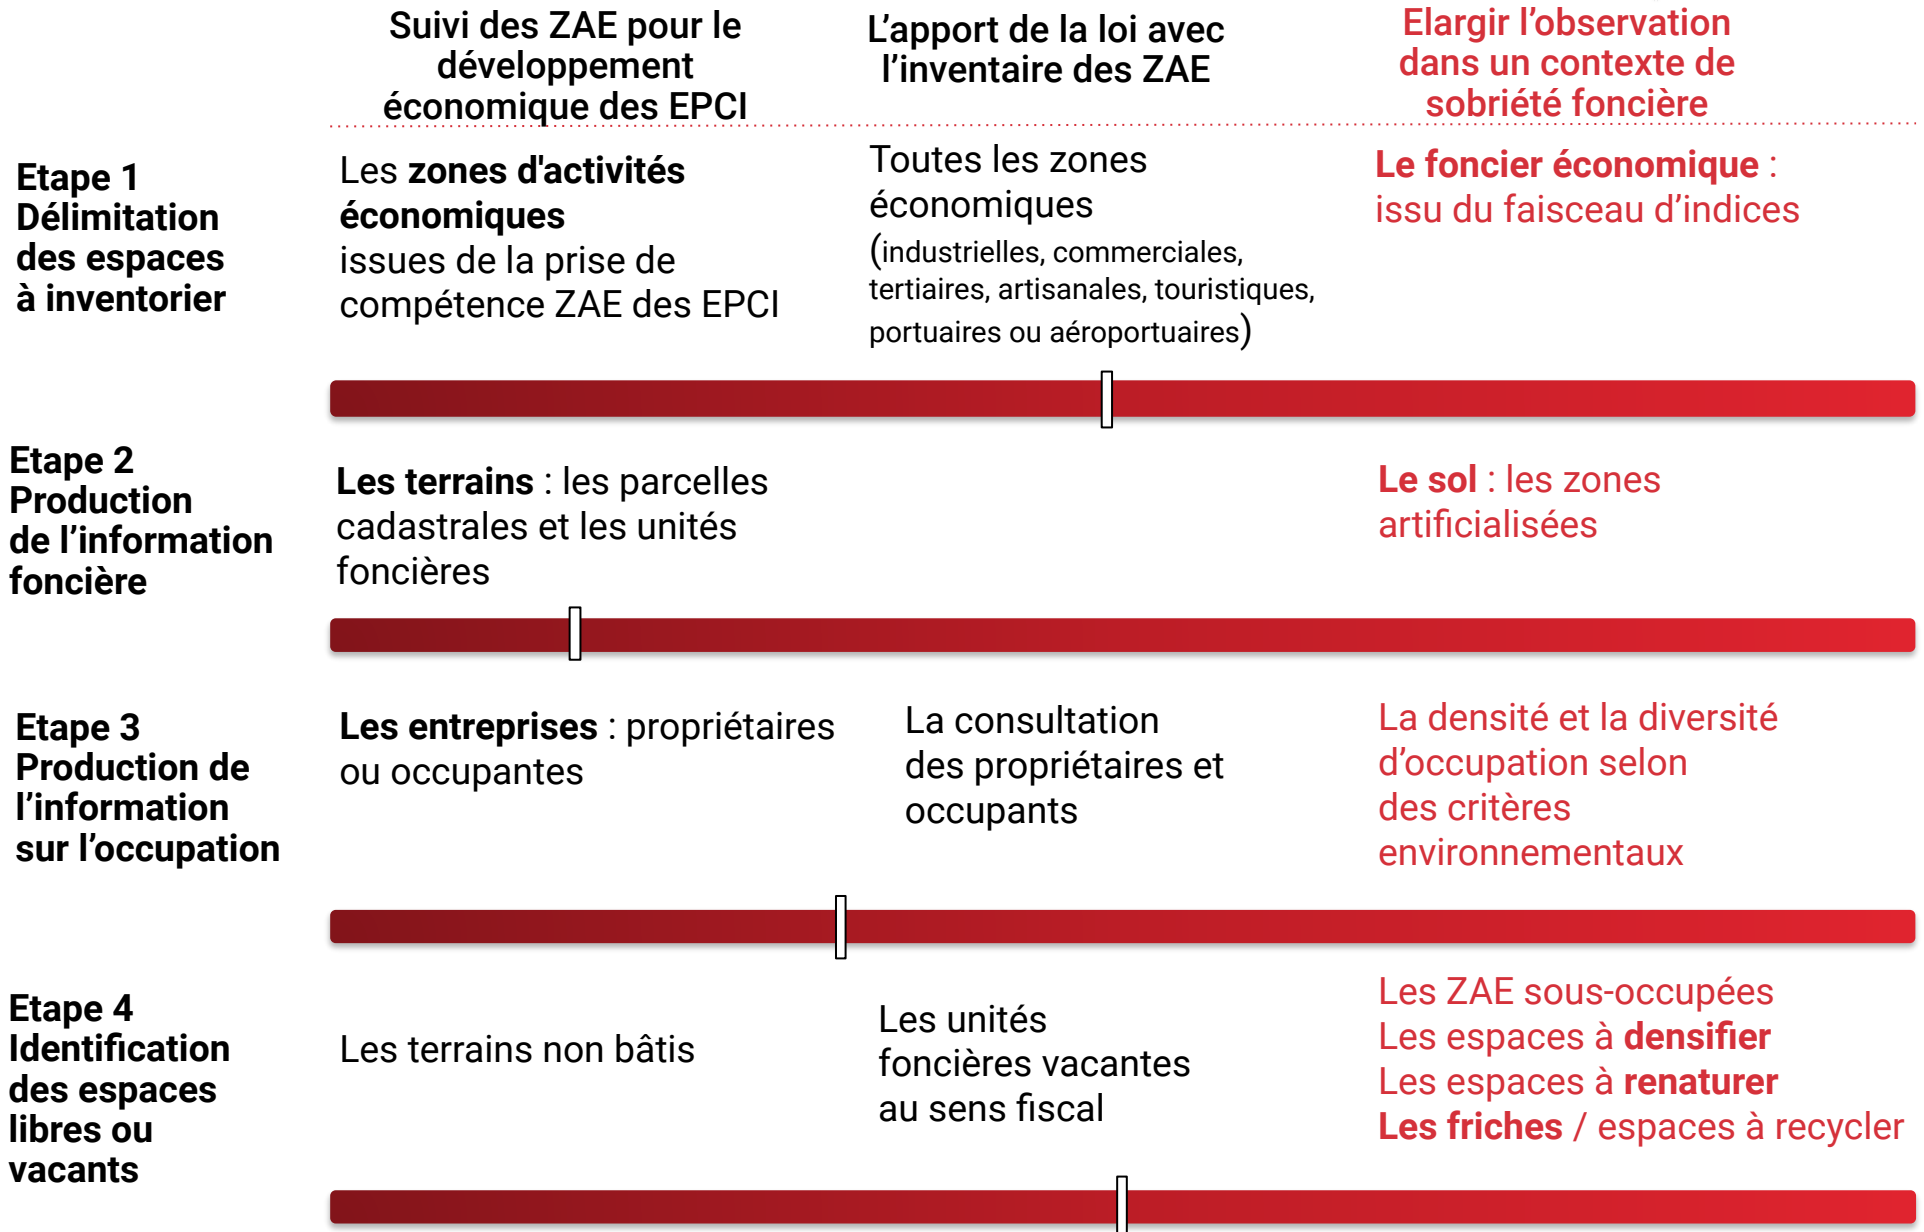 Suivi des ZAE pour le
développement
économique des EPCI
L’apport de la loi avec
l’inventaire des ZAE
Elargir l’observation
dans un contexte de
sobriété foncière
Etape 1
Délimitation
des espaces
à inventorier
Les zones d'activités
économiques
issues de la prise de
compétence ZAE des EPCI
Toutes les zones
économiques
(industrielles, commerciales,
tertiaires, artisanales, touristiques,
portuaires ou aéroportuaires)
Le foncier économique :
issu du faisceau d’indices
Etape 2
Production
de l’information
foncière
Les terrains : les parcelles
cadastrales et les unités
foncières
Le sol : les zones
artificialisées
Etape 3
Production de
l’information
sur l’occupation
Les entreprises : propriétaires
ou occupantes
La consultation
des propriétaires et
occupants
La densité et la diversité
d’occupation selon
des critères
environnementaux
Etape 4
Identification
des espaces
libres ou
vacants
Les terrains non bâtis
Les unités
foncières vacantes
au sens fiscal
Les ZAE sous-occupées
Les espaces à densifier
Les espaces à renaturer
Les friches / espaces à recycler